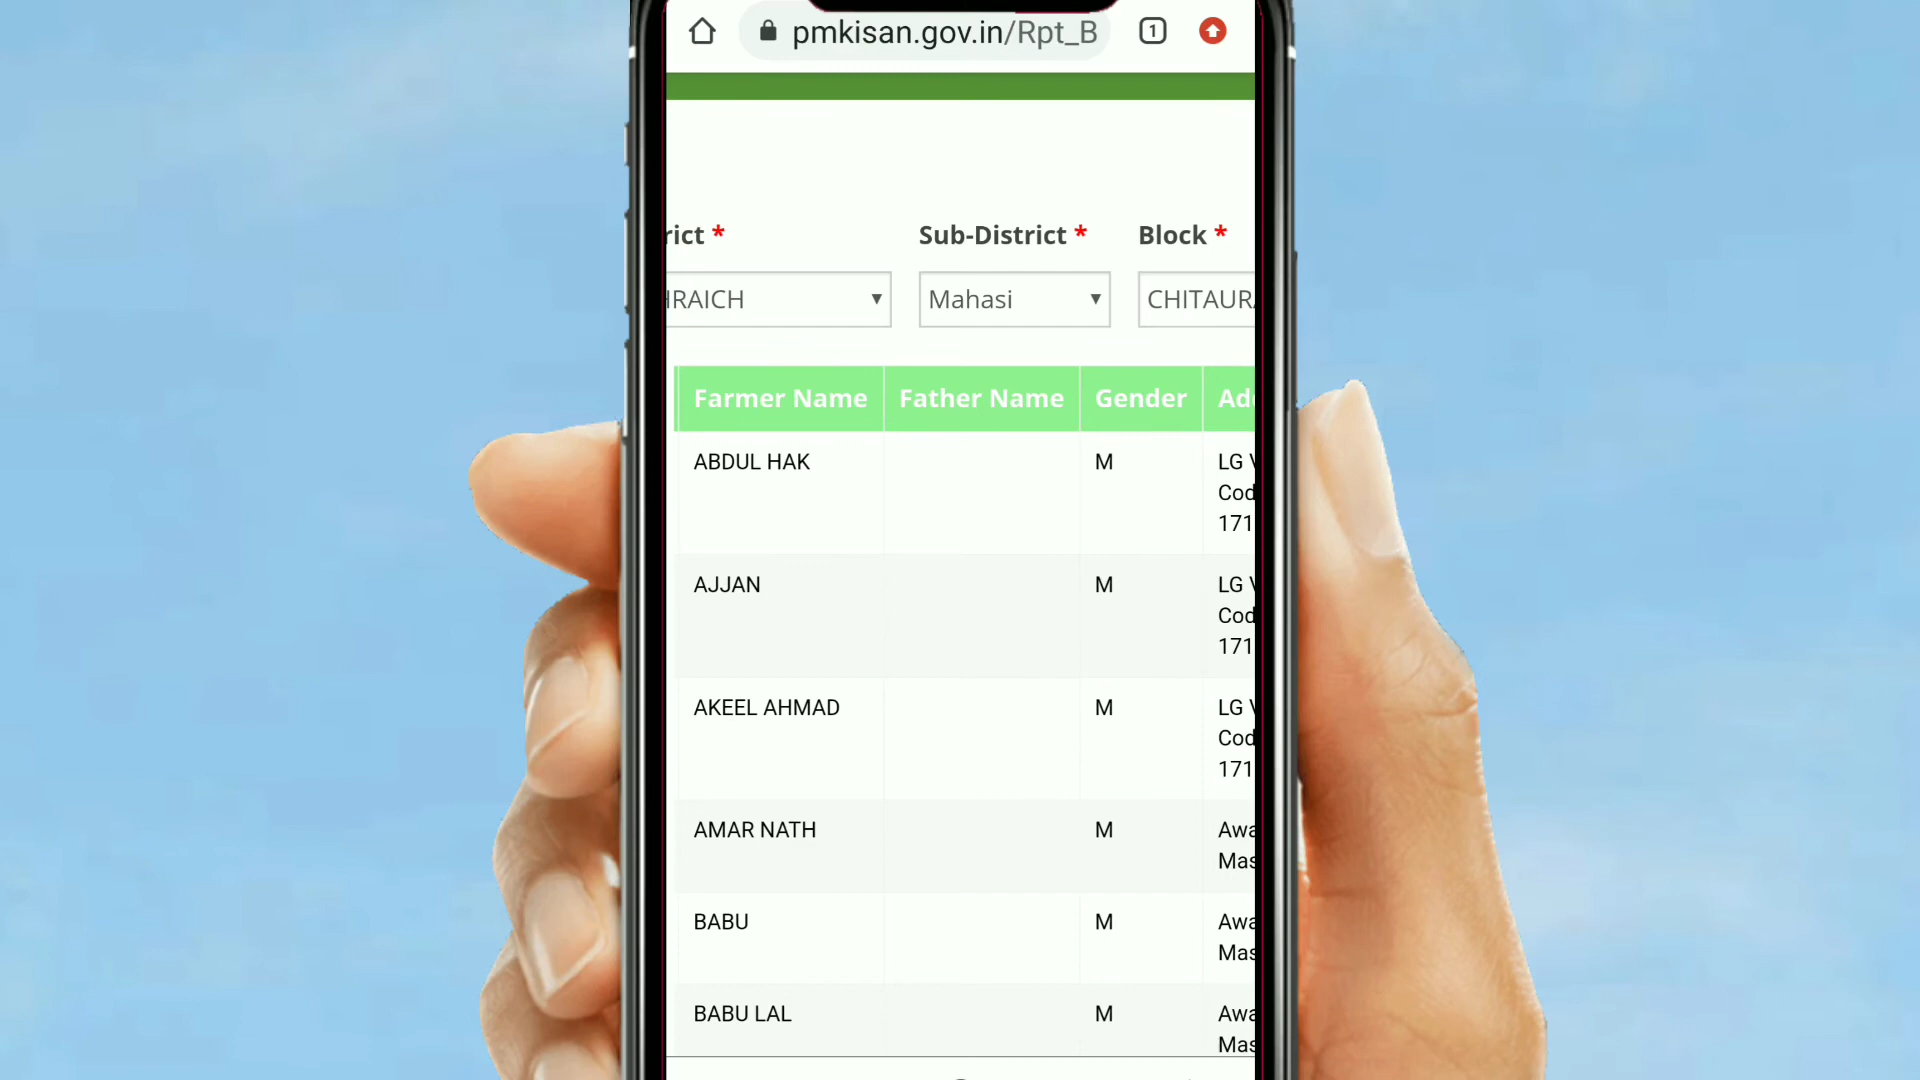 pmkisan.gov.in/Rpt_B
1
rict * Sub-District * Block *
HRAICH Mahasi CHITAUR
Farmer Name Father Name Gender Ad
ABDUL HAK M LG V
Cod
171
AJJAN M LG V
Cod
171
AKEEL AHMAD M LG V
Cod
171
AMAR NATH M Awa
Mas
BABU M Awa
Mas
BABU LAL M Awa
Mas